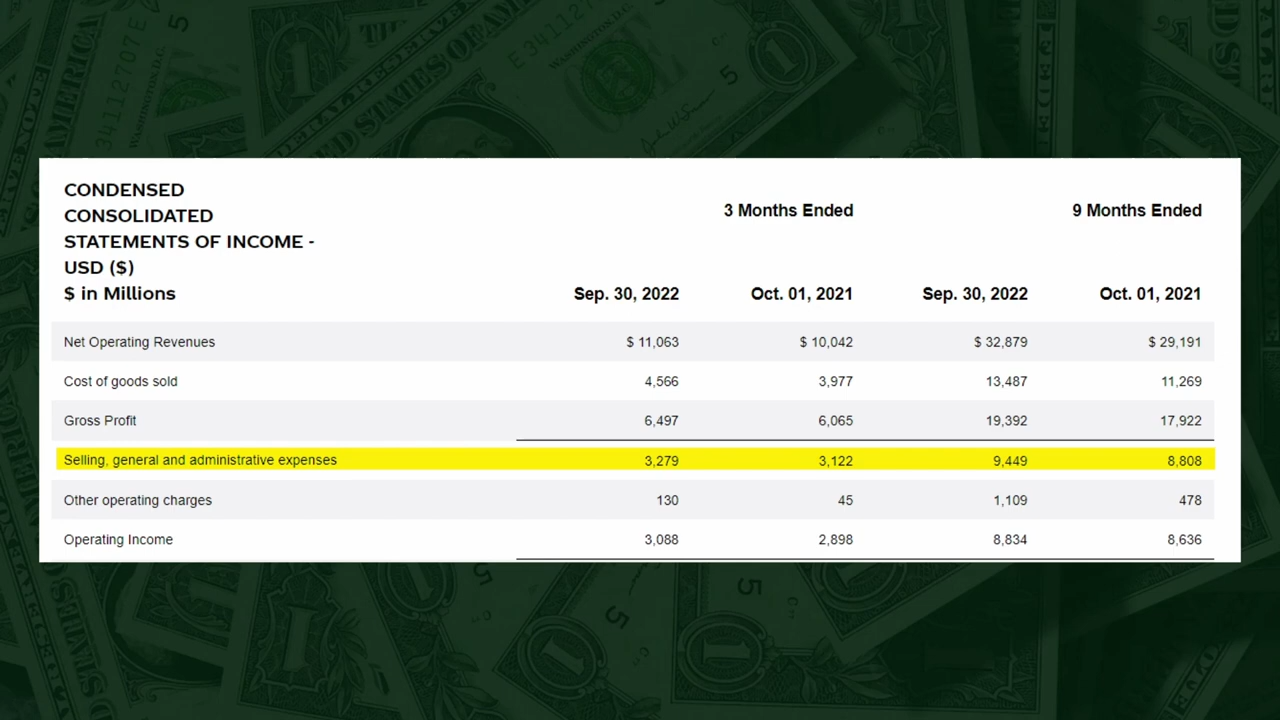 CONDENSED
CONSOLIDATED
STATEMENTS OF INCOME -
USD ($)
$ in Millions
3 Months Ended 9 Months Ended
Sep. 30, 2022 Oct. 01, 2021 Sep. 30, 2022 Oct. 01, 2021
Net Operating Revenues $ 11,063 $ 10,042 $ 32,879 $ 29,191
Cost of goods sold 4,566 3,977 13,487 11,269
Gross Profit 6,497 6,065 19,392 17,922
Selling, general and administrative expenses 3,279 3,122 9,449 8,808
Other operating charges 130 45 1,109 478
Operating Income 3,088 2,898 8,834 8,636